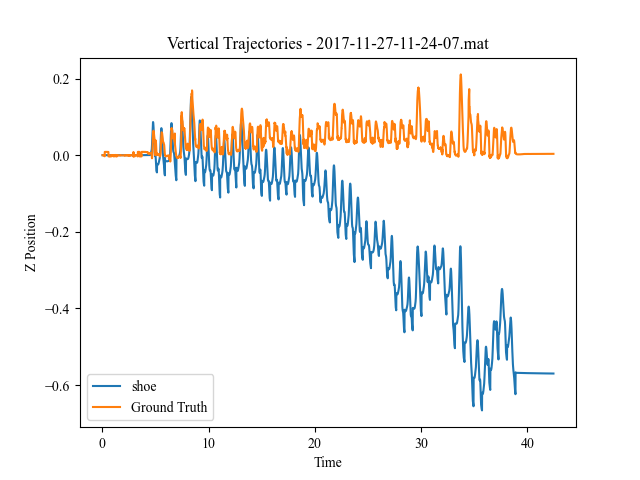 Vertical Trajectories - 2017-11-27-11-24-07.mat
Z Position
0.2
0.0
−0.2
−0.4
−0.6
shoe
Ground Truth
0 10 20 30 40
Time